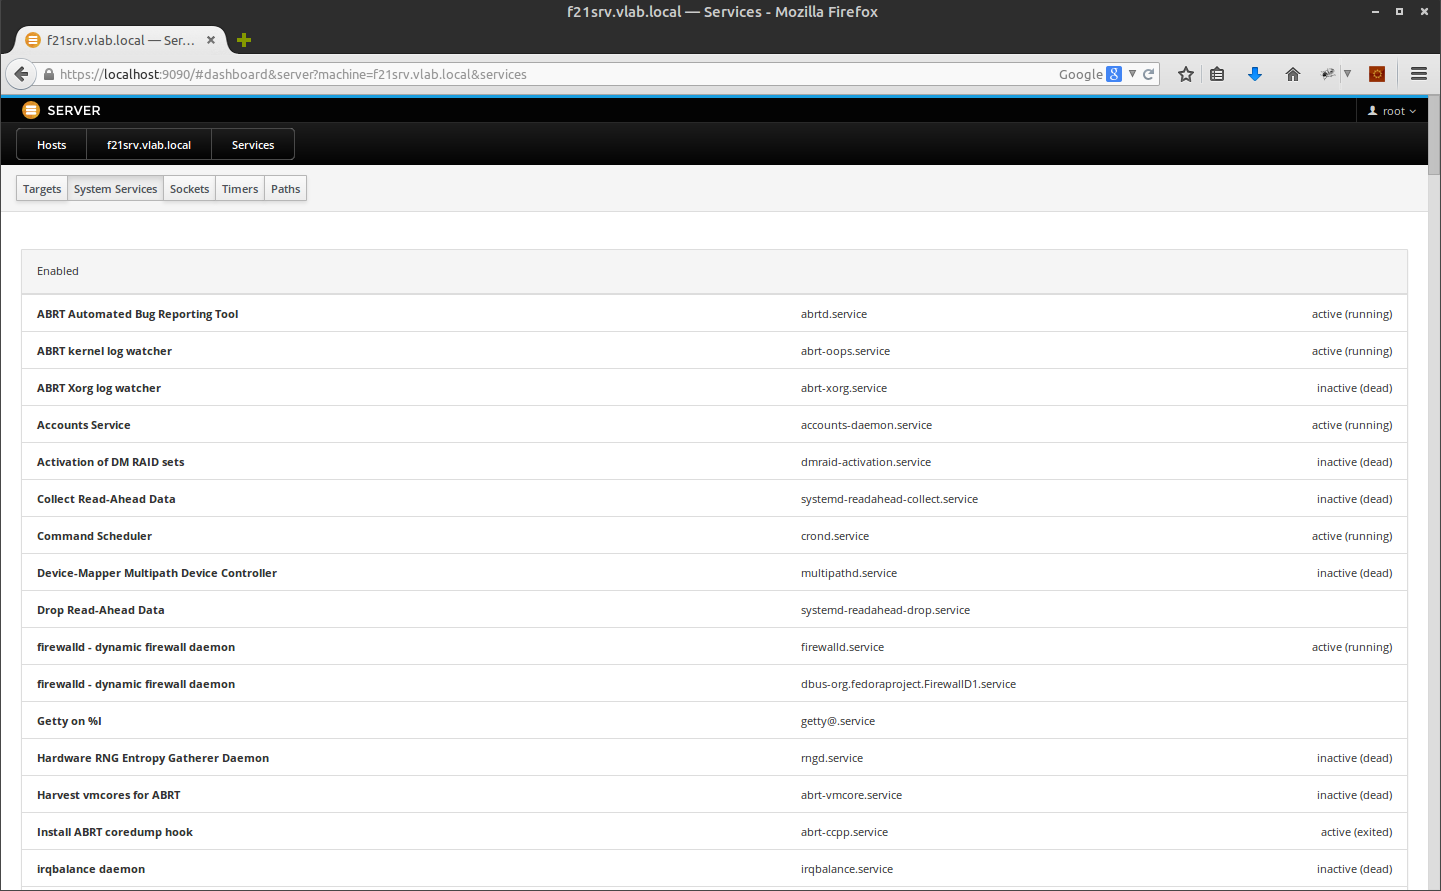 f21srv.vlab.local — Services - Mozilla Firefox
f21srv.vlab.local — Ser...
https://localhost:9090/#dashboard&server?machine=f21srv.vlab.local&services
Google 8
SERVER
root
Hosts f21srv.vlab.local Services
Targets System Services Sockets Timers Paths
Enabled
ABRT Automated Bug Reporting Tool abrtd.service active (running)
ABRT kernel log watcher abrt-oops.service active (running)
ABRT Xorg log watcher abrt-xorg.service inactive (dead)
Accounts Service accounts-daemon.service active (running)
Activation of DM RAID sets dmraid-activation.service inactive (dead)
Collect Read-Ahead Data systemd-readahead-collect.service inactive (dead)
Command Scheduler crond.service active (running)
Device-Mapper Multipath Device Controller multipathd.service inactive (dead)
Drop Read-Ahead Data systemd-readahead-drop.service
firewalld - dynamic firewall daemon firewalld.service active (running)
firewalld - dynamic firewall daemon dbus-org.fedoraproject.FirewallD1.service
Getty on %I getty@.service
Hardware RNG Entropy Gatherer Daemon rngd.service inactive (dead)
Harvest vmcores for ABRT abrt-vmcore.service inactive (dead)
Install ABRT coredump hook abrt-ccpp.service active (exited)
irqbalance daemon irqbalance.service inactive (dead)